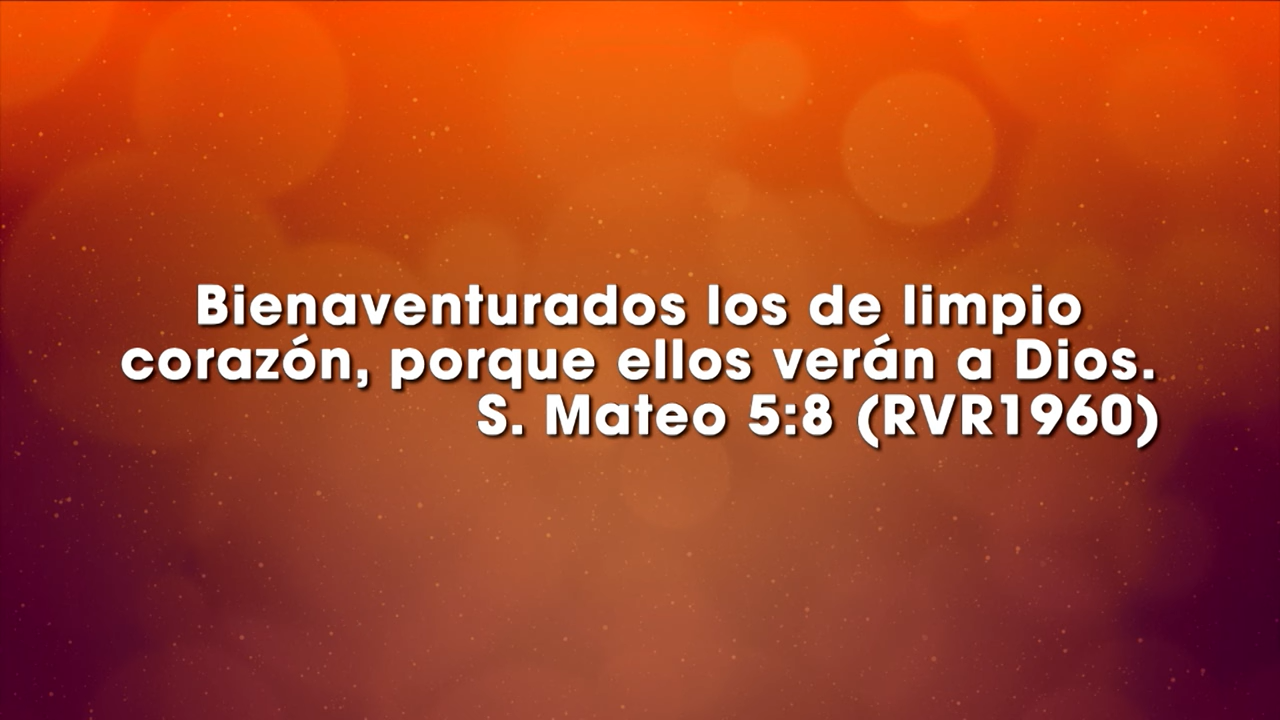 Bienaventurados los de limpio
corazón, porque ellos verán a Dios.
S. Mateo 5:8 (RVR1960)